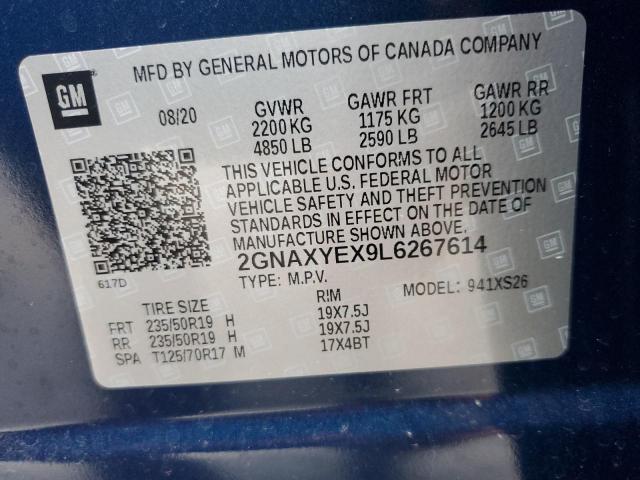 MFD BY GENERAL MOTORS OF CANADA COMPANY
GM
08/20
GVWR
2200 KG
4850 LB
GAWR FRT
1175 KG
2590 LB
GAWR RR
1200 KG
2645 LB
THIS VEHICLE CONFORMS TO ALL
APPLICABLE U.S. FEDERAL MOTOR
VEHICLE SAFETY AND THEFT PREVENTION
STANDARDS IN EFFECT ON THE DATE OF
MANUFACTURE SHOWN ABOVE.
2GNAXYEX9L6267614
617D
TYPE: M.P.V.
MODEL: 941XS26
TIRE SIZE RIM
FRT 235/50R19 H 19X7.5J
RR 235/50R19 H 19X7.5J
SPA T125/70R17 M 17X4BT